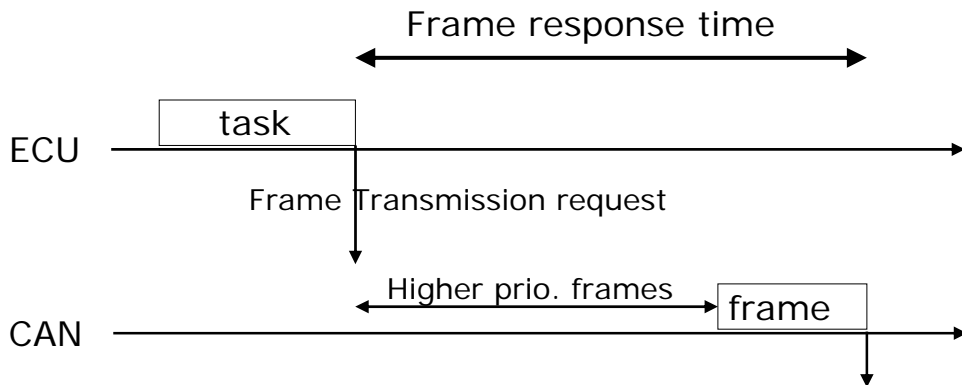 Frame response time
task
ECU
Frame Transmission request
Higher prio. frames
frame
CAN